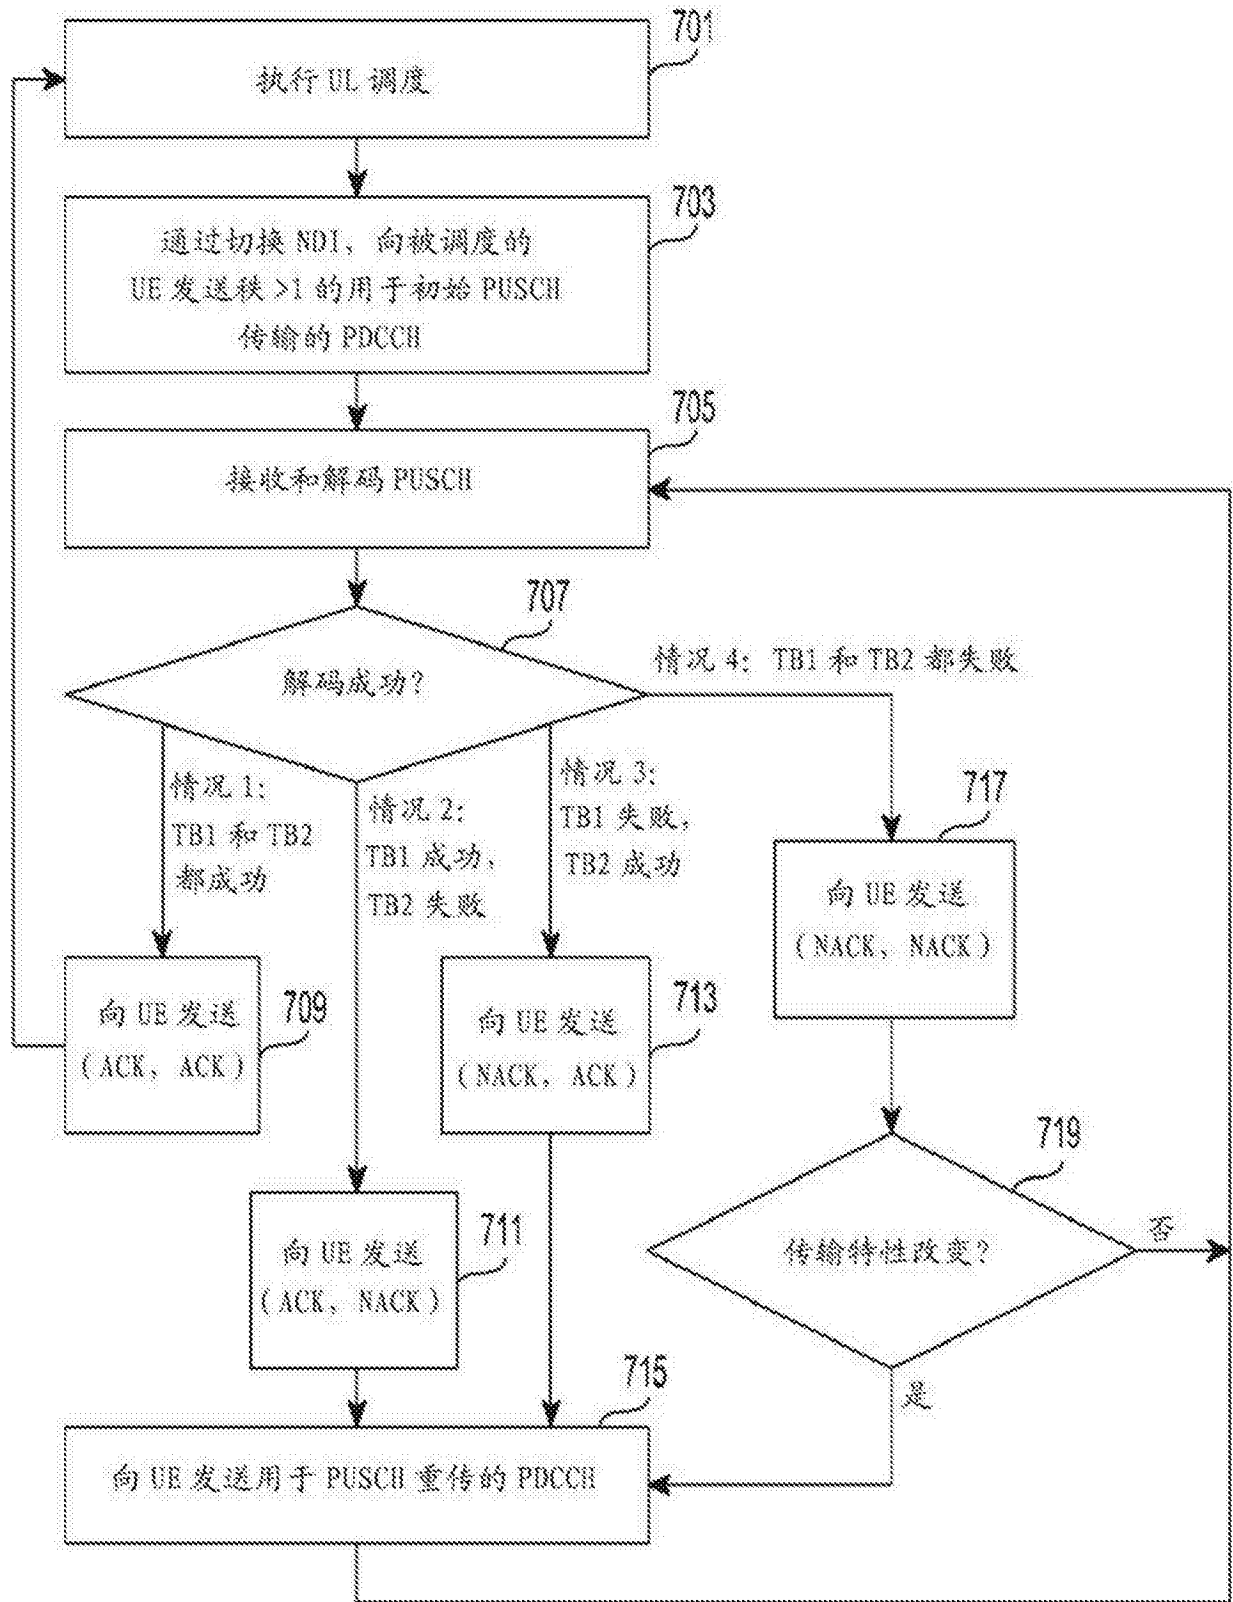 701
执行 UL 调度
703
通过切换 NDI，向被调度的
UE 发送秩 >1 的用于初始 PUSCH
传输的 PDCCH
705
接收和解码 PUSCH
707
解码成功？
情况 4：TB1 和 TB2 都失败
情况 1：
TB1 和 TB2
都成功
情况 2：
TB1 成功，
TB2 失败
情况 3：
TB1 失败，
TB2 成功
717
向 UE 发送
(NACK, NACK)
709
向 UE 发送
(ACK, ACK)
713
向 UE 发送
(NACK, ACK)
719
传输特性改变？
否
是
711
向 UE 发送
(ACK, NACK)
715
向 UE 发送用于 PUSCH 重传的 PDCCH